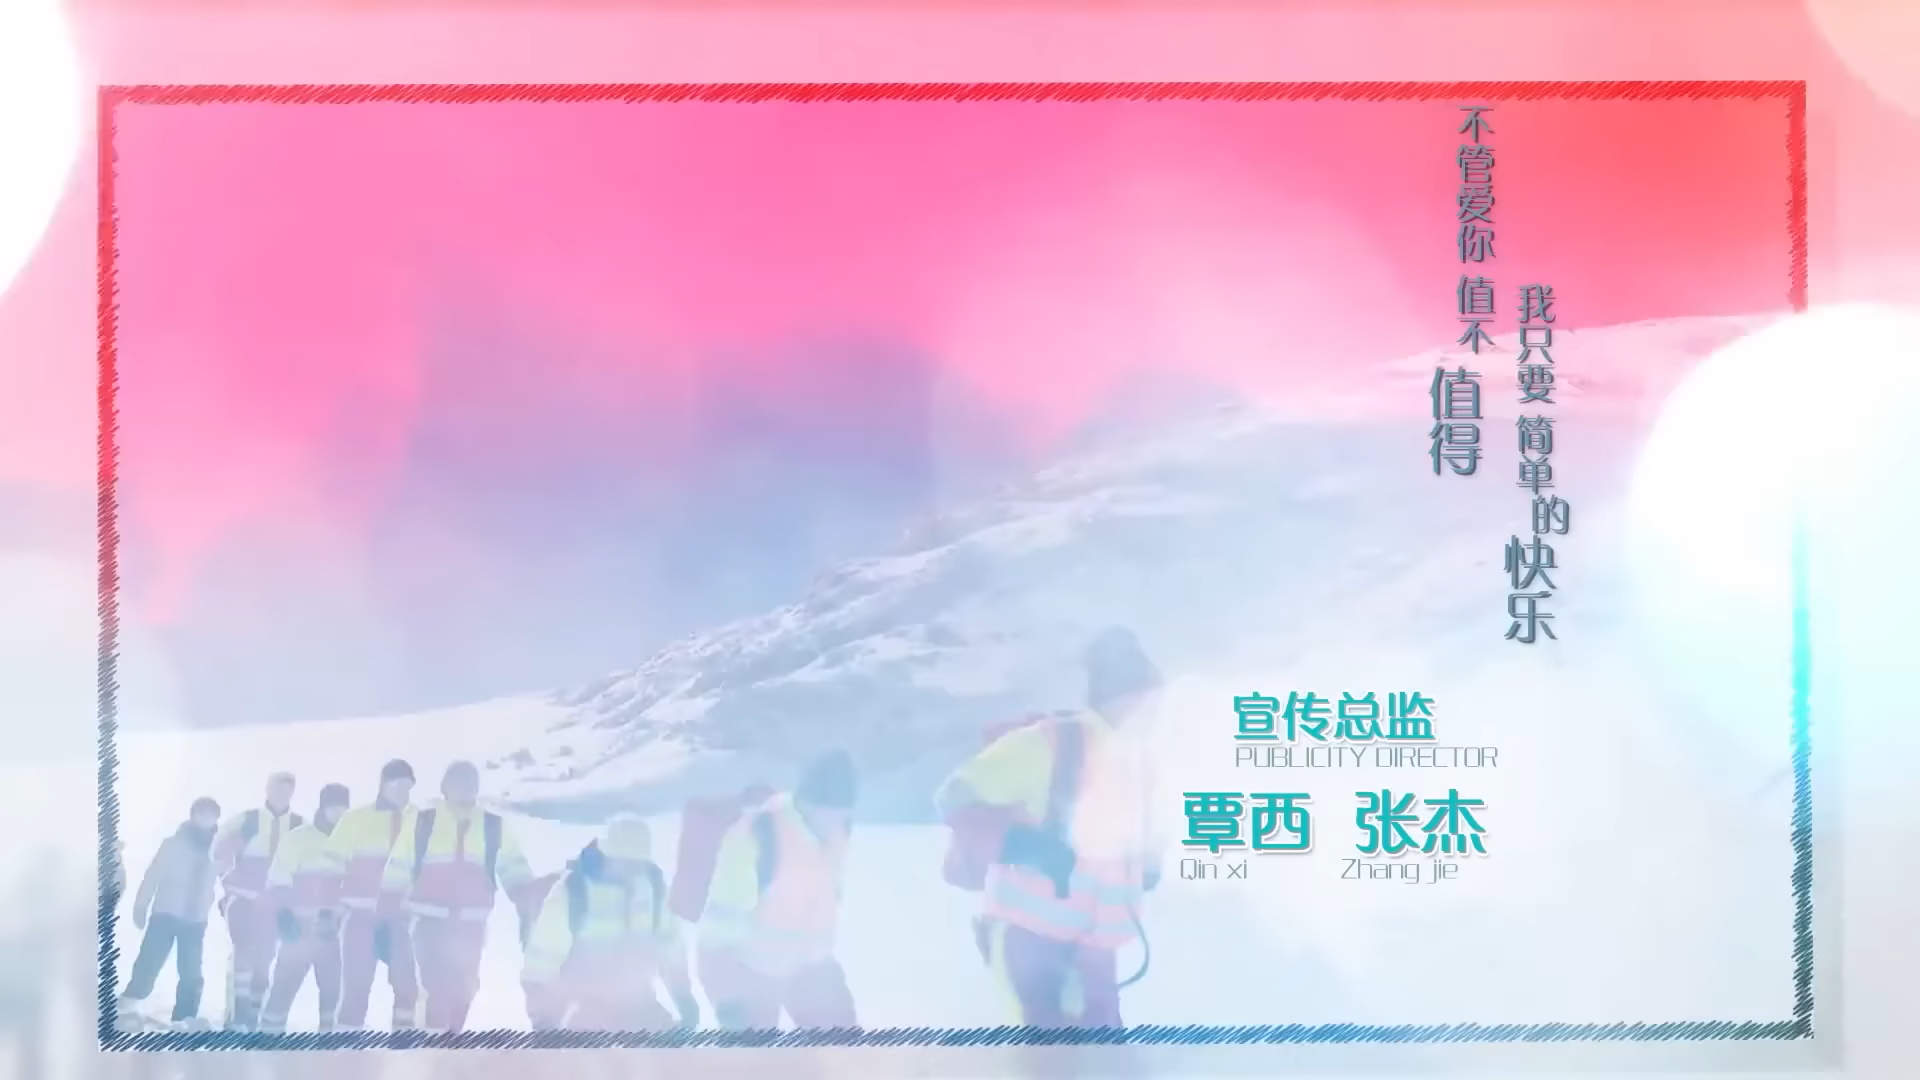 不管爱你 值不值得
我只要 简单的快乐
宣传总监
PUBLICITY DIRECTOR
覃西 张杰
Qin xi Zhang jie